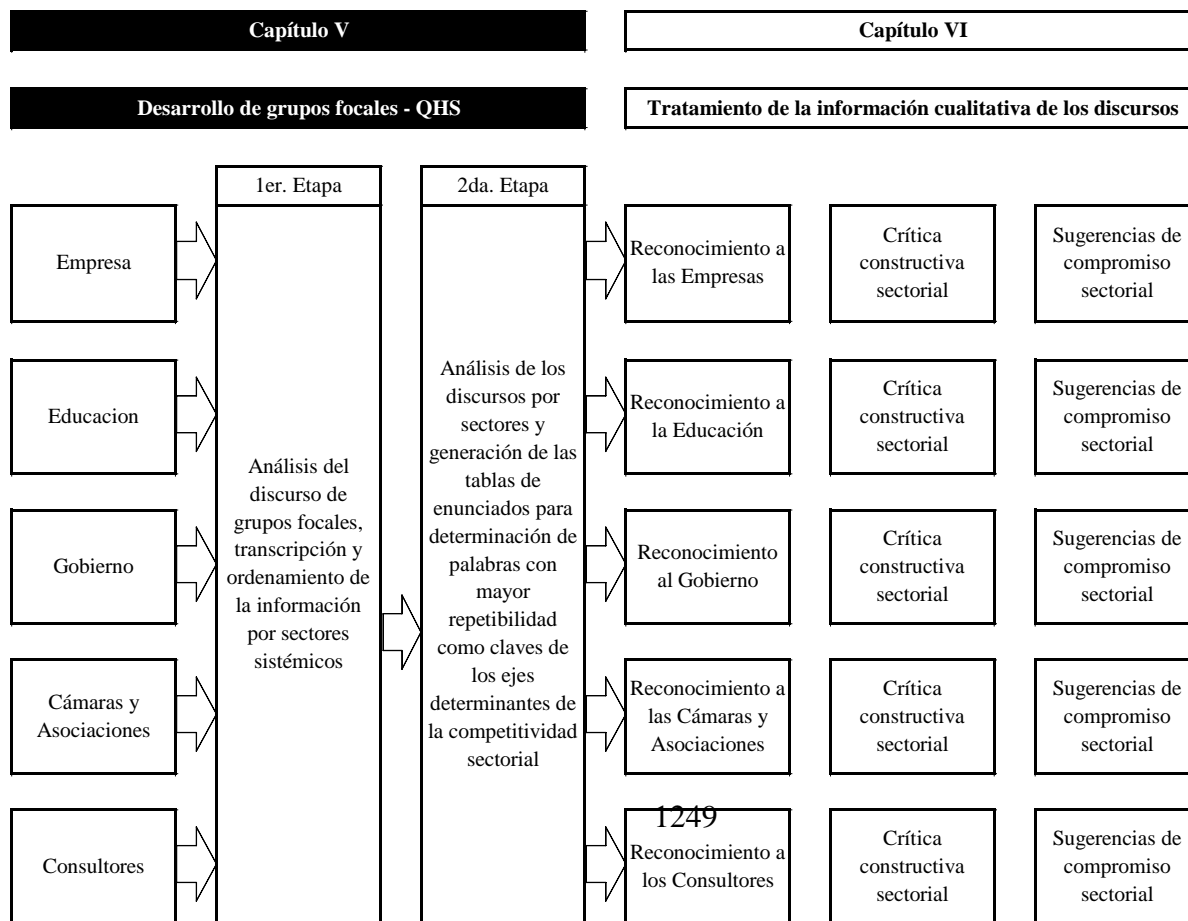 Capítulo V
Capítulo VI
Desarrollo de grupos focales - QHS
Tratamiento de la información cualitativa de los discursos
1er. Etapa
2da. Etapa
Empresa
Educacion
Gobierno
Cámaras y
Asociaciones
Consultores
Análisis del
discurso de
grupos focales,
transcripción y
ordenamiento de
la información
por sectores
sistémicos
Análisis de los
discursos por
sectores y
generación de las
tablas de
enunciados para
determinación de
palabras con
mayor
repetibilidad
como claves de
los ejes
determinantes de
la competitividad
sectorial
Reconocimiento a
las Empresas
Crítica
constructiva
sectorial
Sugerencias de
compromiso
sectorial
Reconocimiento a
la Educación
Crítica
constructiva
sectorial
Sugerencias de
compromiso
sectorial
Reconocimiento
al Gobierno
Crítica
constructiva
sectorial
Sugerencias de
compromiso
sectorial
Reconocimiento a
las Cámaras y
Asociaciones
Crítica
constructiva
sectorial
Sugerencias de
compromiso
sectorial
1249
Reconocimiento a
los Consultores
Crítica
constructiva
sectorial
Sugerencias de
compromiso
sectorial